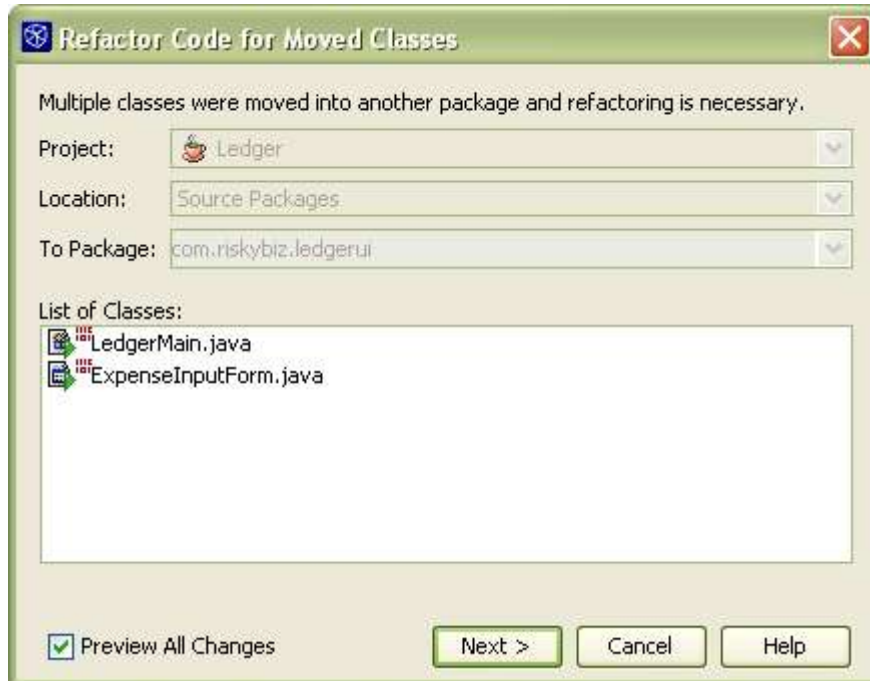 Refactor Code for Moved Classes
Multiple classes were moved into another package and refactoring is necessary.
Project: Ledger
Location: Source Packages
To Package: com.riskybiz.ledgerui
List of Classes:
LedgerMain.java
ExpenseInputForm.java
Preview All Changes Next > Cancel Help